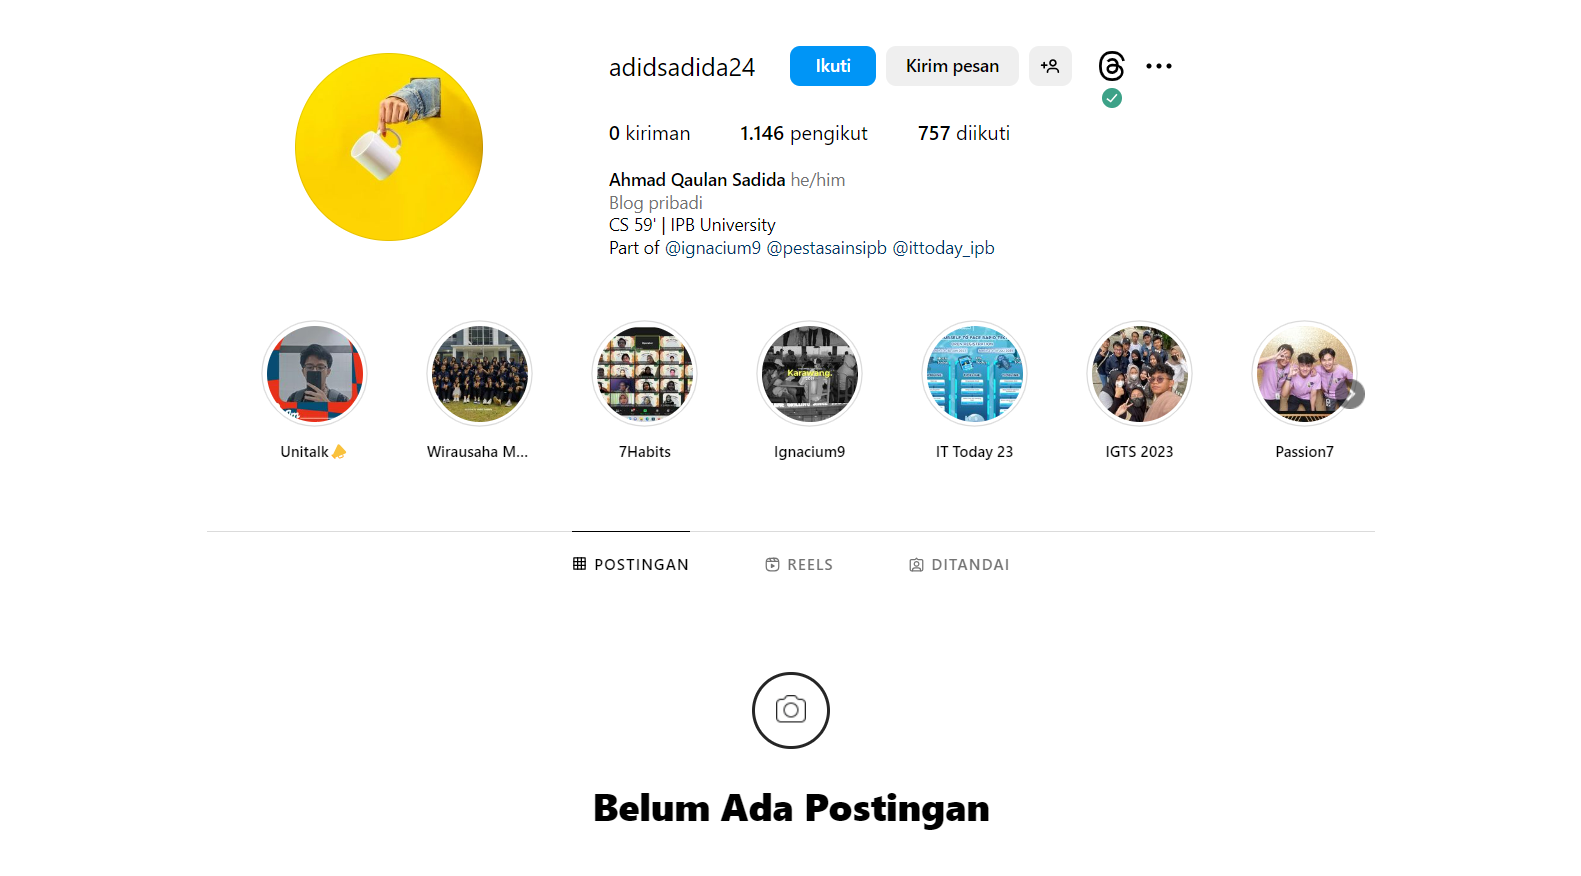 adidsadida24 Ikuti Kirim pesan
0 kiriman 1.146 pengikut 757 diikuti
Ahmad Qaulan Sadida he/him
Blog pribadi
CS 59' | IPB University
Part of @ignacium9 @pestasainsipb @ittoday_ipb
Karawang.
Unitalk Wirausaha M... 7Habits Ignacium9 IT Today 23 IGTS 2023 Passion7
POSTINGAN REELS DITANDAI
Belum Ada Postingan